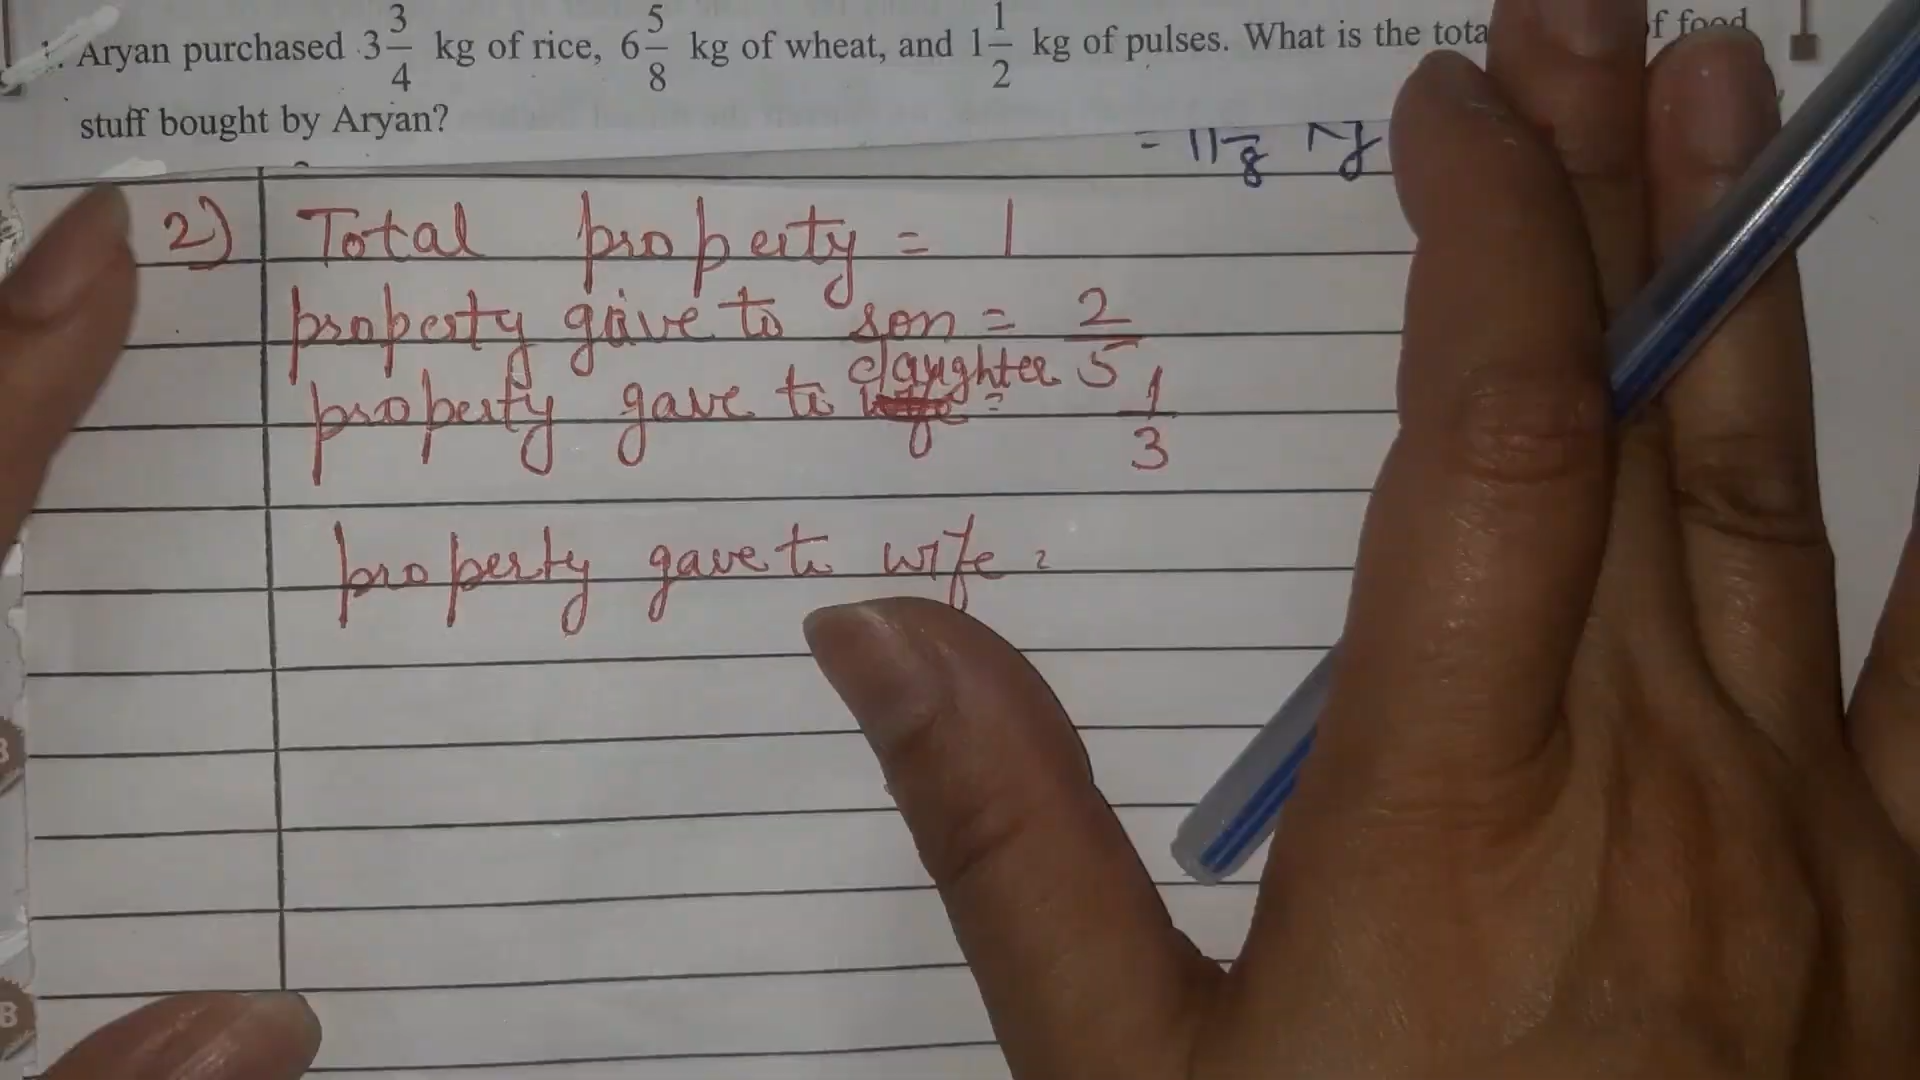 Aryan purchased 3 3/4 kg of rice, 6 5/8 kg of wheat, and 1 1/2 kg of pulses. What is the f food
stuff bought by Aryan?
= 11 7/8 kg
2) Total property = 1
property gave to son = 2/5
property gave to daughter = 1/3
property gave to wife =